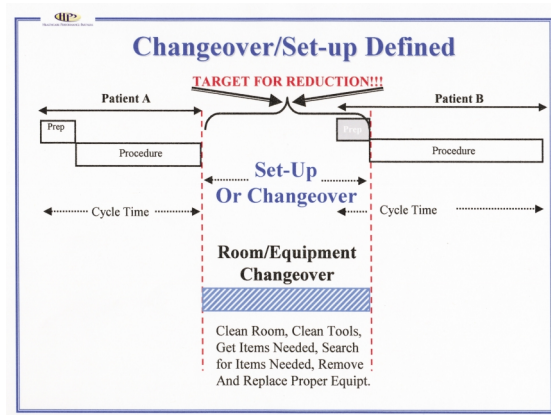 HPS
Changeover/Set-up Defined
TARGET FOR REDUCTION!!!
Patient A
Patient B
Prep
Prep
Procedure
Procedure
Set-Up
Or Changeover
Cycle Time
Cycle Time
Room/Equipment
Changeover
Clean Room, Clean Tools,
Get Items Needed, Search
for Items Needed, Remove
And Replace Proper Equipt.